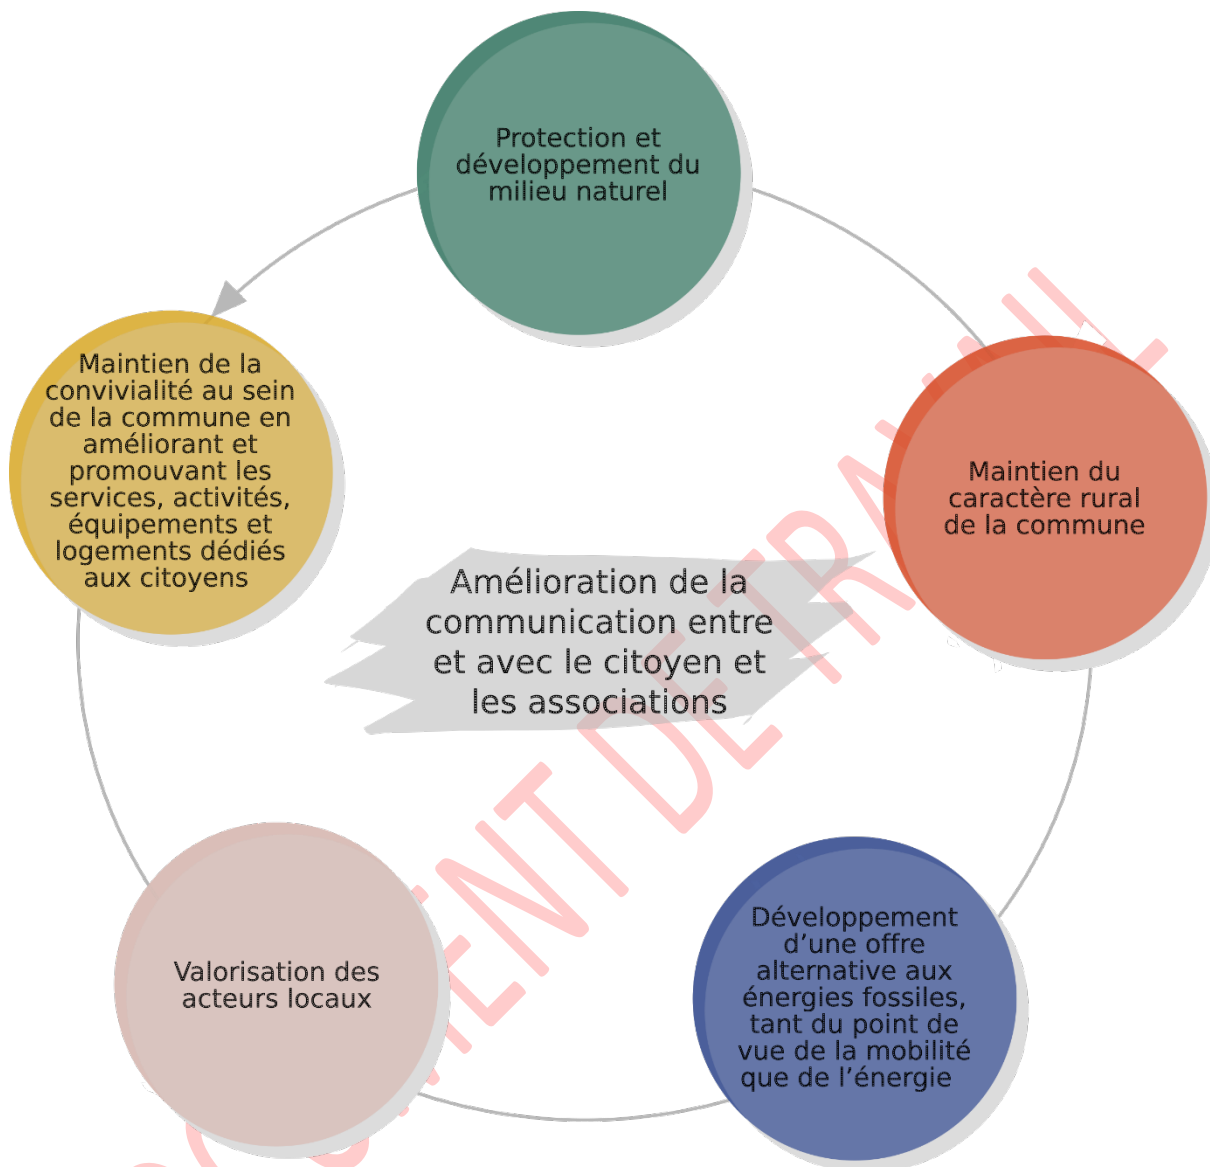 Protection et
développement du
milieu naturel
Maintien de la
convivialité au sein
de la commune en
améliorant et
promouvant les
services, activités,
équipements et
logements dédiés
aux citoyens
Maintien du
caractère rural
de la commune
Amélioration de la
communication entre
et avec le citoyen et
les associations
Valorisation des
acteurs locaux
Développement
d’une offre
alternative aux
énergies fossiles,
tant du point de
vue de la mobilité
que de l’énergie
DE TRAVAIL